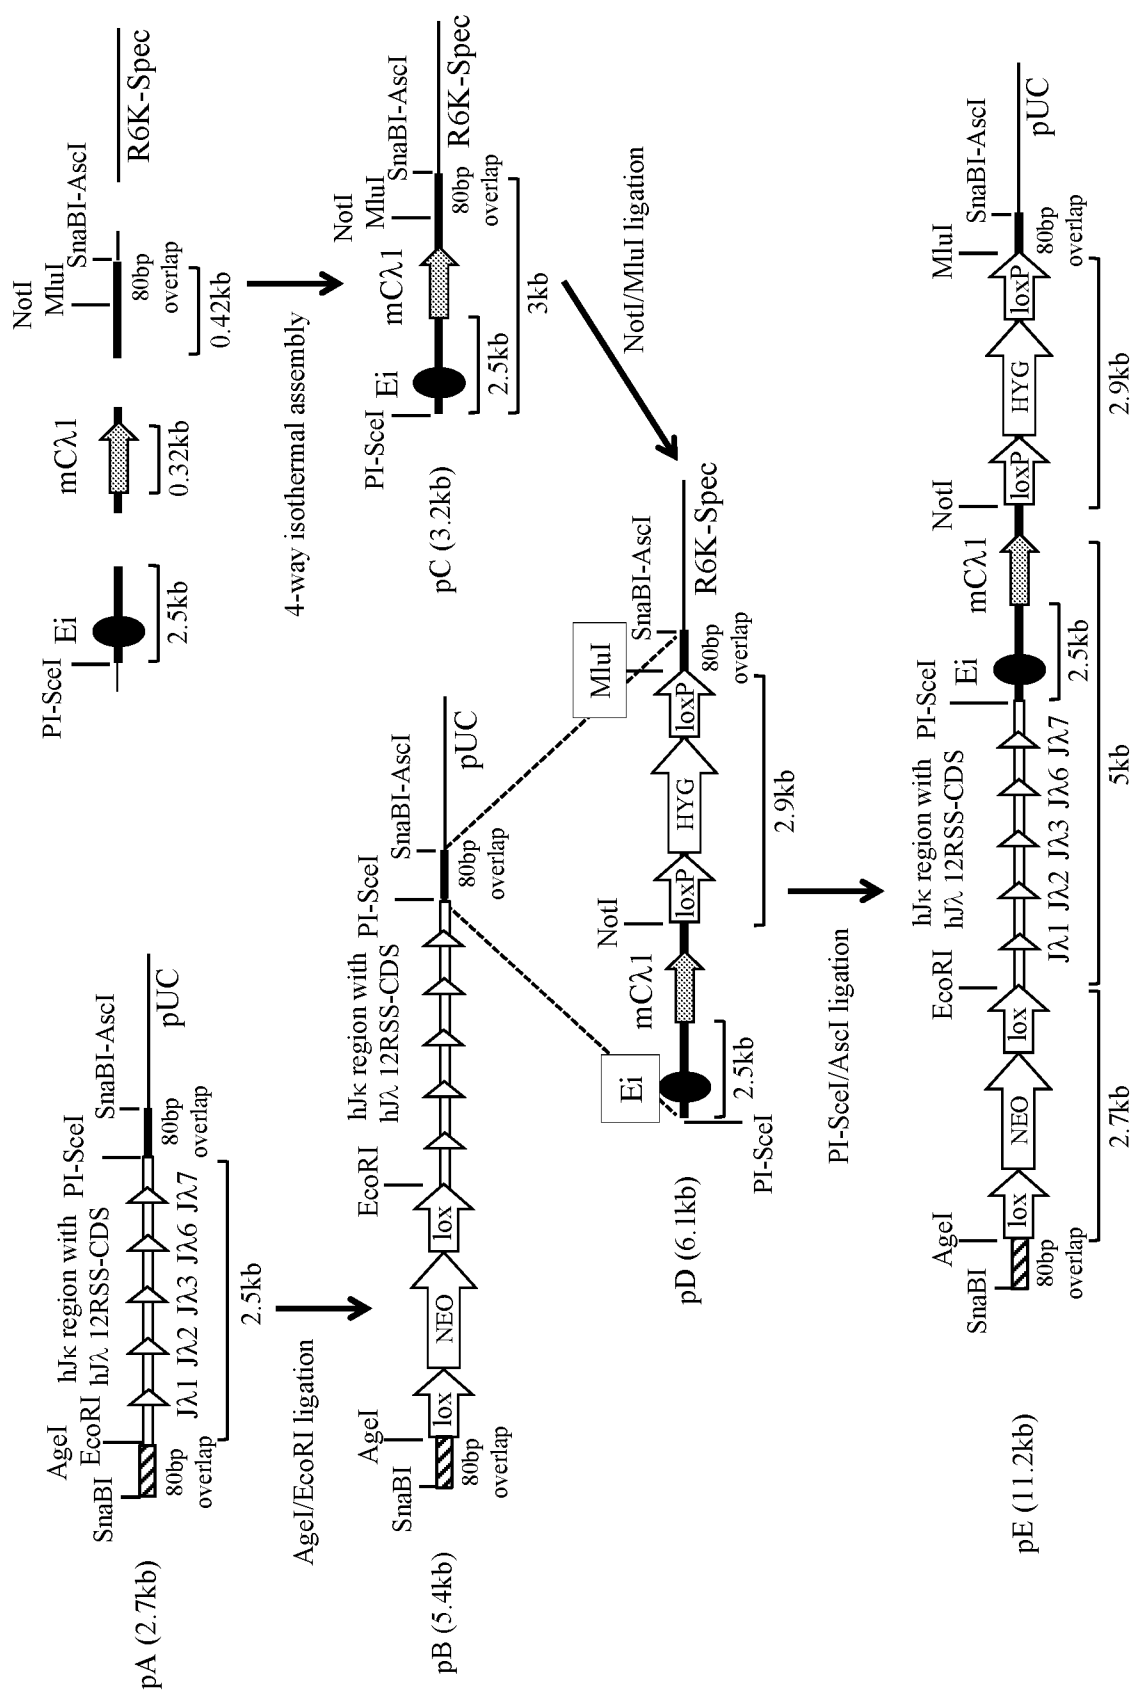 pA (2.7kb)
SnaBI
AgeI
EcoRI
80bp
overlap
hJκ region with
hJλ 12RSS-CDS
Jλ1 Jλ2 Jλ3 Jλ6 Jλ7
2.5kb
PI-SceI
80bp
overlap
SnaBI-AscI
pUC
PI-SceI
Ei
2.5kb
mCλ1
0.32kb
NotI
MluI
SnaBI-AscI
80bp
overlap
0.42kb
R6K-Spec
AgeI/EcoRI ligation
4-way isothermal assembly
pB (5.4kb)
SnaBI
AgeI
80bp
overlap
lox
NEO
lox
EcoRI
hJκ region with
hJλ 12RSS-CDS
PI-SceI
80bp
overlap
SnaBI-AscI
pUC
pC (3.2kb)
PI-SceI
Ei
mCλ1
NotI
MluI
SnaBI-AscI
80bp
overlap
R6K-Spec
2.5kb
3kb
NotI/MluI ligation
pD (6.1kb)
PI-SceI
Ei
2.5kb
mCλ1
NotI
loxP
HYG
loxP
MluI
SnaBI-AscI
80bp
overlap
R6K-Spec
2.9kb
PI-SceI/AscI ligation
pE (11.2kb)
SnaBI
AgeI
80bp
overlap
lox
NEO
lox
2.7kb
EcoRI
hJκ region with
hJλ 12RSS-CDS
Jλ1 Jλ2 Jλ3 Jλ6 Jλ7
PI-SceI
Ei
2.5kb
mCλ1
5kb
NotI
loxP
HYG
loxP
2.9kb
MluI
SnaBI-AscI
80bp
overlap
pUC